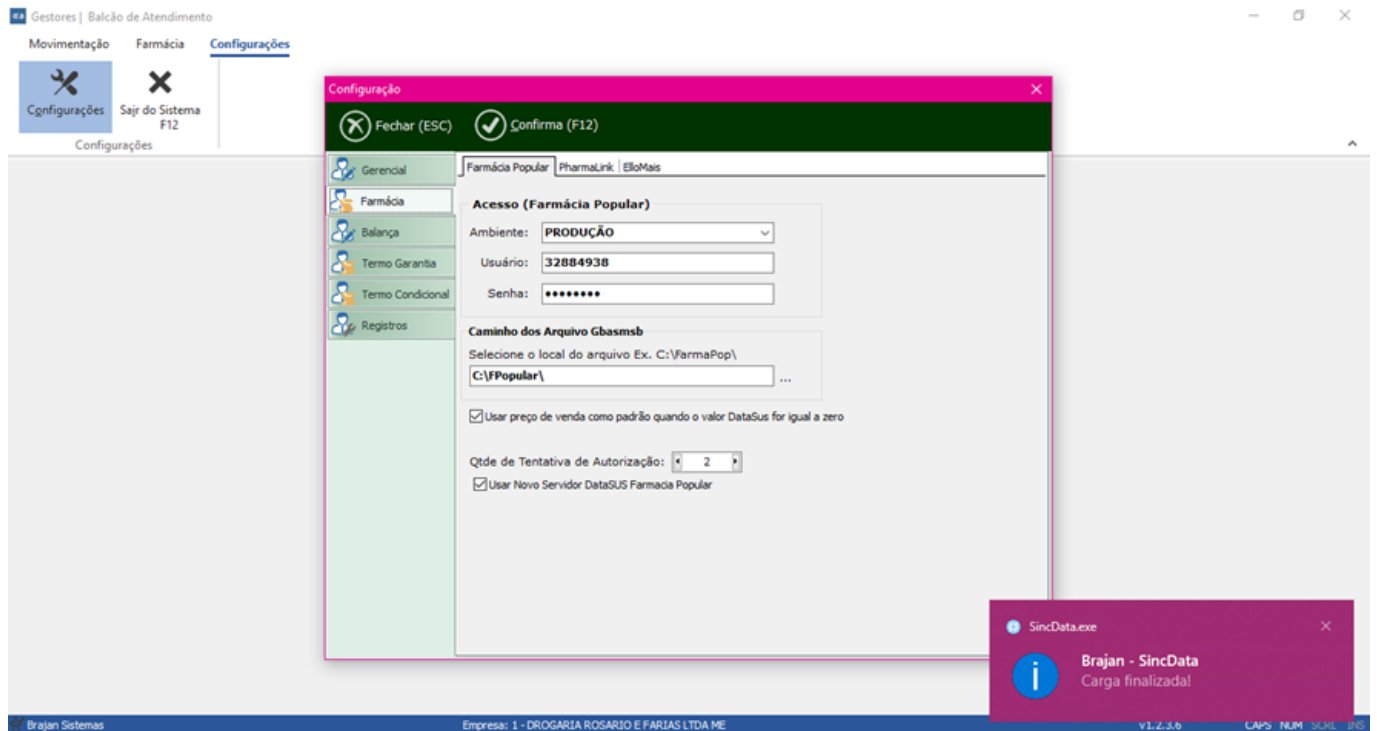 Gestores | Balcão de Atendimento
Movimentação Farmácia Configurações
Configurações
Sair do Sistema
F12
Configurações
Configuração
Fechar (ESC) Confirma (F12)
Gerencial
Farmácia
Balança
Termo Garantia
Termo Condicional
Registros
Farmácia Popular PharmaLink ElloMais
Acesso (Farmácia Popular)
Ambiente: PRODUÇÃO
Usuário: 32884938
Senha: ••••••••
Caminho dos Arquivo Gbasmsb
Selecione o local do arquivo Ex. C:\FarmaPop\
C:\FPopular\ ...
Usar preço de venda como padrão quando o valor DataSus for igual a zero
Qtde de Tentativa de Autorização: 2
Usar Novo Servidor DataSUS Farmacia Popular
SincData.exe
Brajan - SincData
Carga finalizada!
Brajan Sistemas Empresa: 1 - DROGARIA ROSARIO E FARIAS LTDA ME v1.2.3.6 CAPS NUM SCRL INS